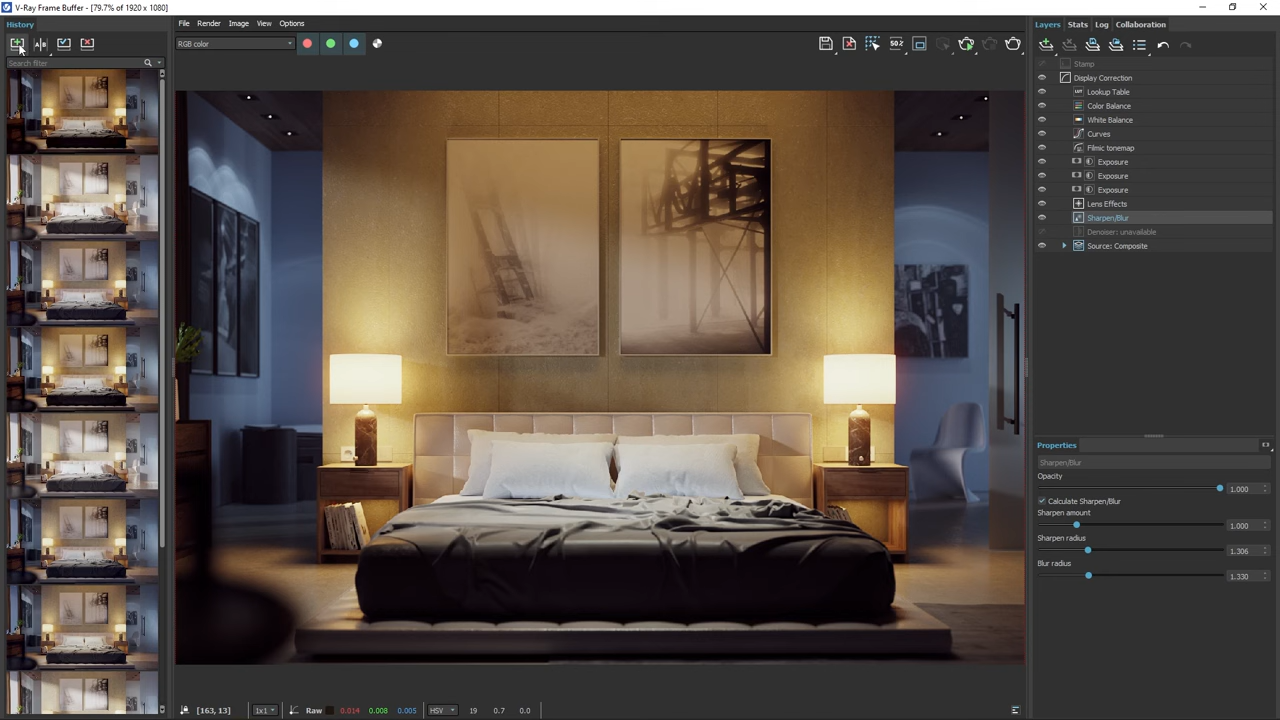 V-Ray Frame Buffer - [79.7% of 1920 x 1080]
History
File Render Image View Options
Layers Stats Log Collaboration
A B
RGB color
50%
Search filter
Stamp
Display Correction
LUT Lookup Table
Color Balance
White Balance
Curves
Filmic tonemap
Exposure
Exposure
Exposure
Lens Effects
Sharpen/Blur
Denoiser: unavailable
Source: Composite
Properties
Sharpen/Blur
Opacity
1.000
Calculate Sharpen/Blur
Sharpen amount
1.000
Sharpen radius
1.306
Blur radius
1.330
[163, 13] 1x1 Raw 0.014 0.008 0.005 HSV 19 0.7 0.0